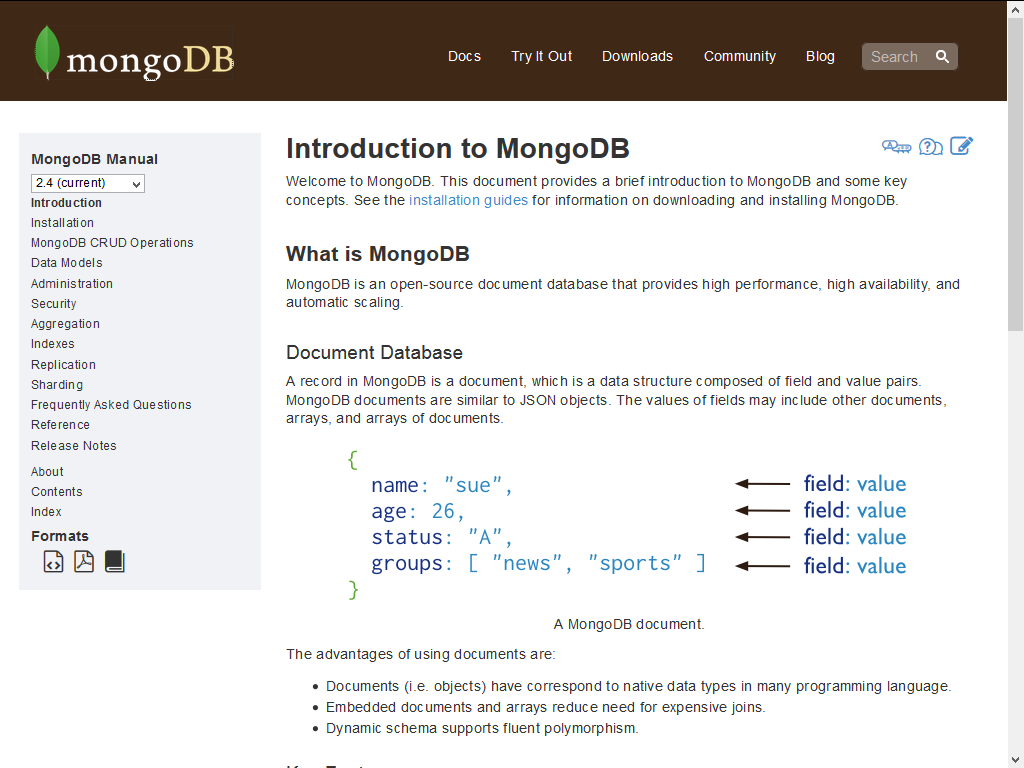 mongoDB
Docs Try It Out Downloads Community Blog Search
MongoDB Manual
2.4 (current)
Introduction
Installation
MongoDB CRUD Operations
Data Models
Administration
Security
Aggregation
Indexes
Replication
Sharding
Frequently Asked Questions
Reference
Release Notes
About
Contents
Index
Formats
Introduction to MongoDB
Welcome to MongoDB. This document provides a brief introduction to MongoDB and some key
concepts. See the installation guides for information on downloading and installing MongoDB.
What is MongoDB
MongoDB is an open-source document database that provides high performance, high availability, and
automatic scaling.
Document Database
A record in MongoDB is a document, which is a data structure composed of field and value pairs.
MongoDB documents are similar to JSON objects. The values of fields may include other documents,
arrays, and arrays of documents.
{
name: "sue", field: value
age: 26, field: value
status: "A", field: value
groups: [ "news", "sports" ] field: value
}
A MongoDB document.
The advantages of using documents are:
• Documents (i.e. objects) have correspond to native data types in many programming language.
• Embedded documents and arrays reduce need for expensive joins.
• Dynamic schema supports fluent polymorphism.